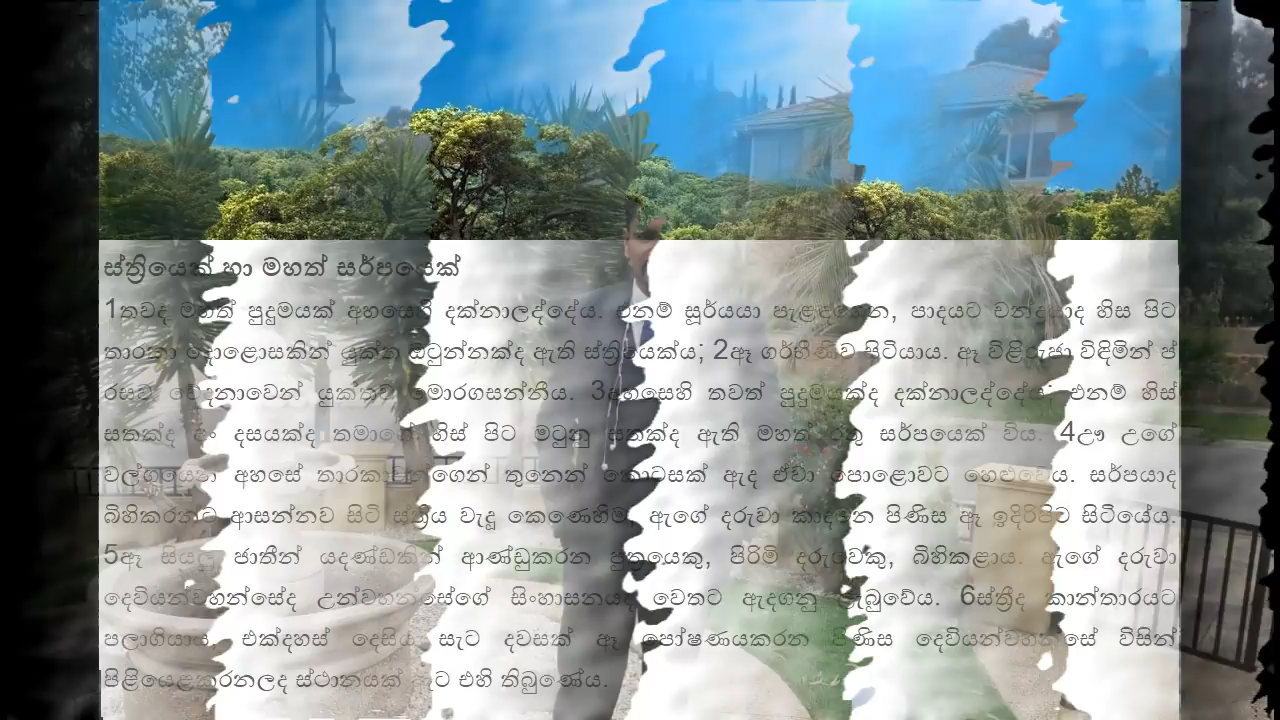 ස්ත්‍රියෙක් හා මහත් සර්පයෙක්
1තවද මහත් පුදුමයක් අහසෙහි දක්නාලද්දේය. එනම් සූර්යයා පැළඳගෙන, පාදයට චන්ද්‍රයාද හිස පිට
තාරකා දොළොසකින් යුක්ත ඔටුන්නක්ද ඇති ස්ත්‍රියෙක්ය; 2ඈ ගර්භිණීව සිටියාය. ඈ විළිරුජා විඳිමින් ප්
රසව වේදනාවෙන් යුක්තව මොරගසන්නීය. 3අහසෙහි තවත් පුදුමයක්ද දක්නාලද්දේය; එනම් හිස්
සතක්ද අං දසයක්ද තමාගේ හිස් පිට මටුනු සතක්ද ඇති මහත් රතු සර්පයෙක් විය. 4ඌ උගේ
වල්ගයෙන් අහසේ තාරකාවලගෙන් තුනෙන් කොටසක් ඇද ඒවා පොළොවට හෙළුවේය. සර්පයාද
බිහිකරන්ට ආසන්නව සිටි ස්ත්‍රිය වැදූ කෙණෙහිම ඇගේ දරුවා කාදමන පිණිස ඈ ඉදිරිපිට සිටියේය.
5ඈ සියලු ජාතීන් යදණ්ඩකින් ආණ්ඩුකරන පුත්‍රයෙකු, පිරිමි දරුවෙකු, බිහිකළාය. ඇගේ දරුවා
දෙවියන්වහන්සේද උන්වහන්සේගේ සිංහාසනයද වෙතට ඇදගනු ලැබුවේය. 6ස්ත්‍රීද කාන්තාරයට
පලාගියාය, එක්දහස් දෙසිය සැට දවසක් ඈ පෝෂණයකරන පිණිස දෙවියන්වහන්සේ විසින්
පිළියෙළකරනලද ස්ථානයක් ඈට එහි තිබුණේය.